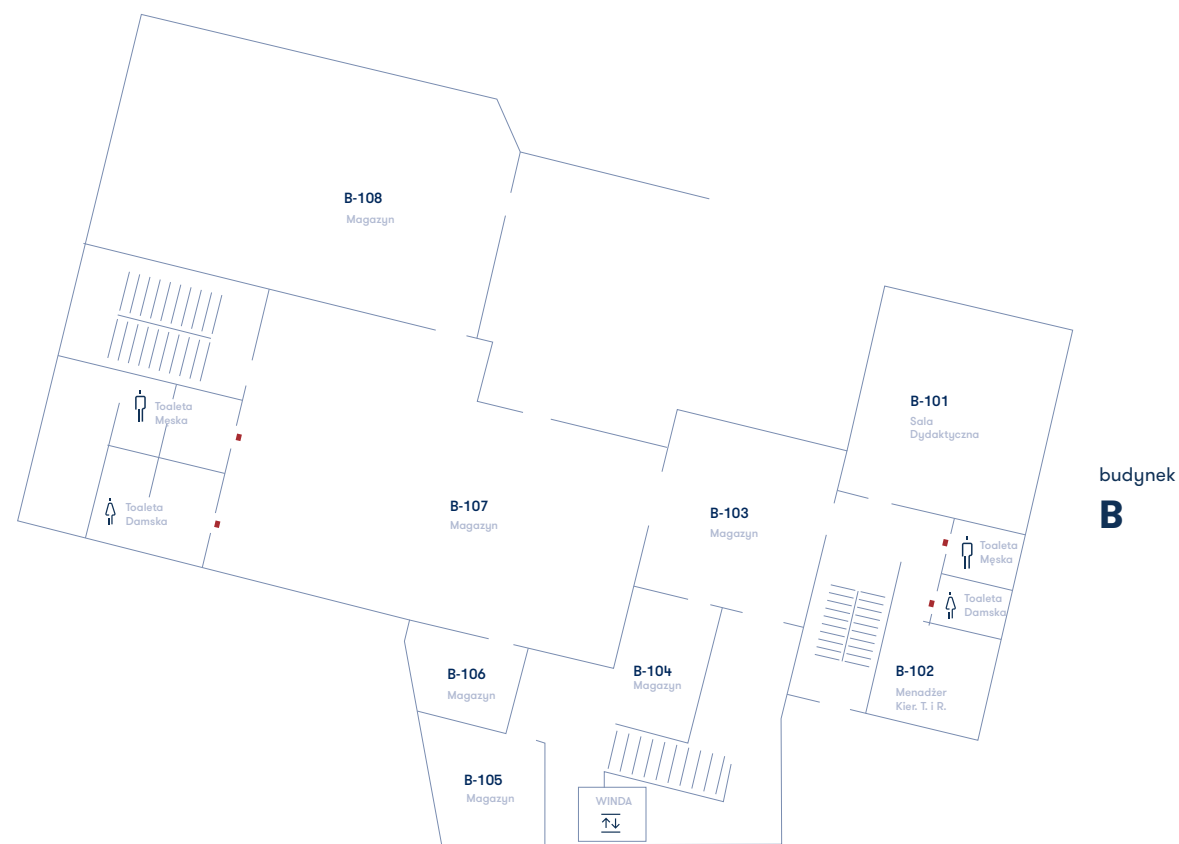 B-108
Magazyn
B-101
Sala
Dydaktyczna
Toaleta
Męska
budynek
B
B-107
Magazyn
B-103
Magazyn
Toaleta
Damska
Toaleta
Męska
Toaleta
Damska
B-106
Magazyn
B-104
Magazyn
B-102
Menadżer
Kier. T. i R.
B-105
Magazyn
WINDA